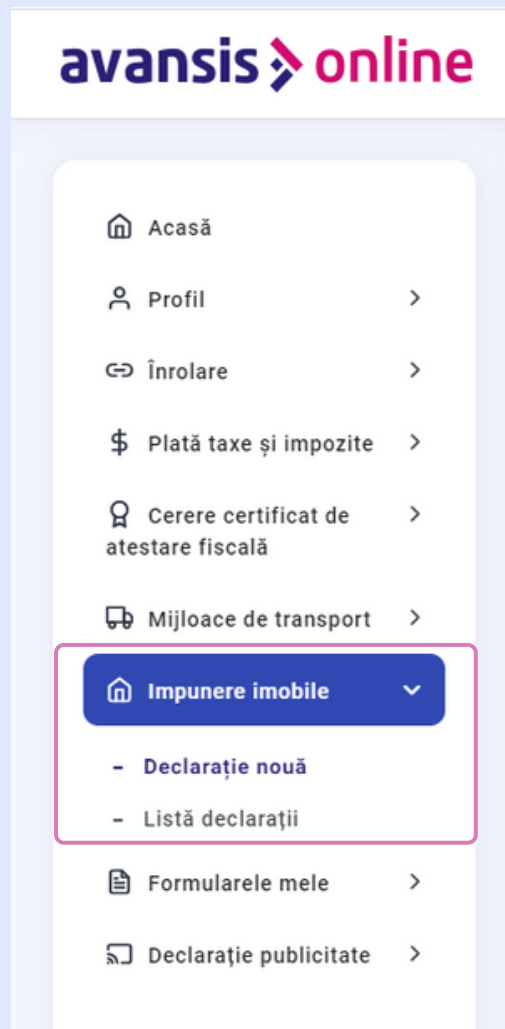 avansis online
Acasă
Profil
Înrolare
Plată taxe și impozite
Cerere certificat de
atestare fiscală
Mijloace de transport
Impunere imobile
- Declarație nouă
- Listă declarații
Formularele mele
Declarație publicitate